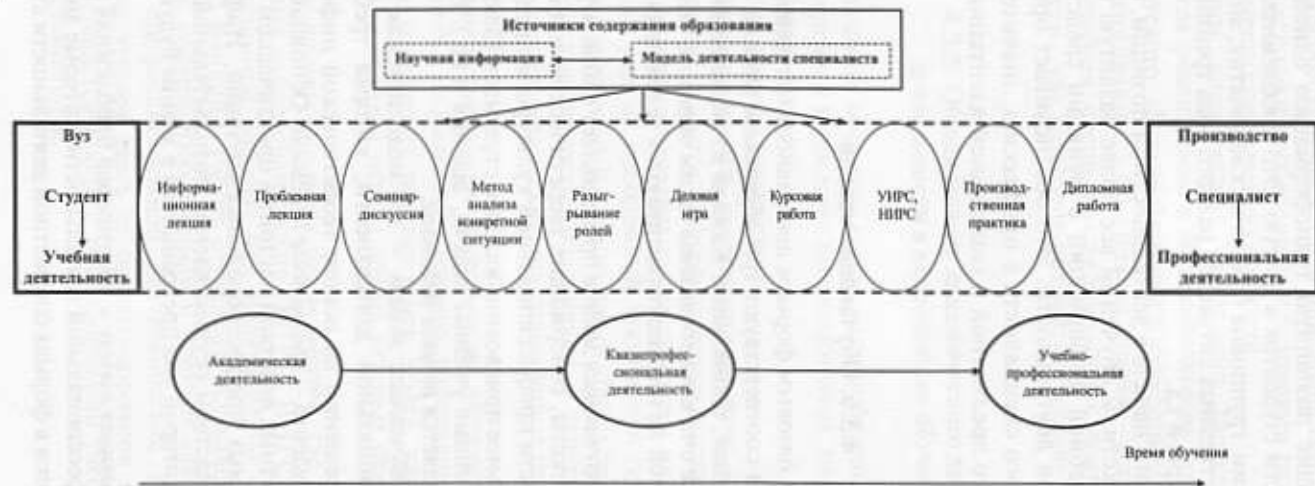 Источники содержания образования
Научная информация
Модель деятельности специалиста
Вуз
Студент
Учебная
деятельность
Информа-
ционная
лекция
Проблемная
лекция
Семинар-
дискуссия
Метод
анализа
конкретной
ситуации
Разыг-
рывание
ролей
Деловая
игра
Курсовая
работа
УИРС,
НИРС
Производ-
ственная
практика
Дипломная
работа
Производство
Специалист
Профессиональная
деятельность
Академическая
деятельность
Квазипрофес-
сиональная
деятельность
Учебно-
профессиональная
деятельность
Время обучения